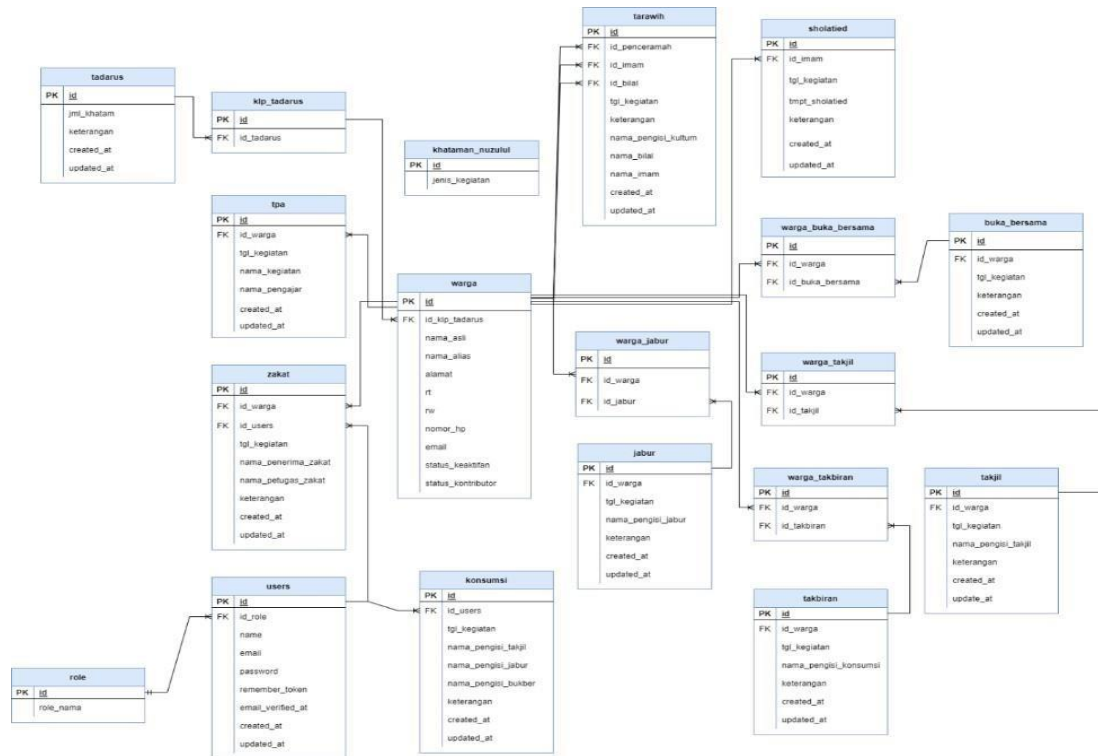 tadarus
PK id
jml_khatam
keterangan
created_at
updated_at
klp_tadarus
PK id
FK id_tadarus
khataman_nuzulul
PK id
jenis_kegiatan
tarawih
PK id
FK id_penceramah
FK id_imam
FK id_bilal
tgl_kegiatan
keterangan
nama_pengisi_kultum
nama_bilal
nama_imam
created_at
updated_at
sholatied
PK id
FK id_imam
tgl_kegiatan
tmpt_sholatied
keterangan
created_at
updated_at
tpa
PK id
FK id_warga
tgl_kegiatan
nama_kegiatan
nama_pengajar
created_at
updated_at
warga
PK id
FK id_klp_tadarus
nama_asli
nama_alias
alamat
rt
rw
nomor_hp
email
status_keaktifan
status_kontributor
warga_buka_bersama
PK id
FK id_warga
FK id_buka_bersama
buka_bersama
PK id
FK id_warga
tgl_kegiatan
keterangan
created_at
updated_at
zakat
PK id
FK id_warga
FK id_users
tgl_kegiatan
nama_penerima_zakat
nama_petugas_zakat
keterangan
created_at
updated_at
warga_jabur
PK id
FK id_warga
FK id_jabur
warga_takjil
PK id
FK id_warga
FK id_takjil
jabur
PK id
FK id_warga
tgl_kegiatan
nama_pengisi_jabur
keterangan
created_at
updated_at
warga_takbiran
PK id
FK id_warga
FK id_takbiran
takjil
PK id
FK id_warga
tgl_kegiatan
nama_pengisi_takjil
keterangan
created_at
update_at
users
PK id
FK id_role
name
email
password
remember_token
email_verified_at
created_at
updated_at
konsumsi
PK id
FK id_users
tgl_kegiatan
nama_pengisi_takjil
nama_pengisi_jabur
nama_pengisi_bukber
keterangan
created_at
updated_at
takbiran
PK id
FK id_warga
tgl_kegiatan
nama_pengisi_konsumsi
keterangan
created_at
updated_at
role
PK id
role_nama